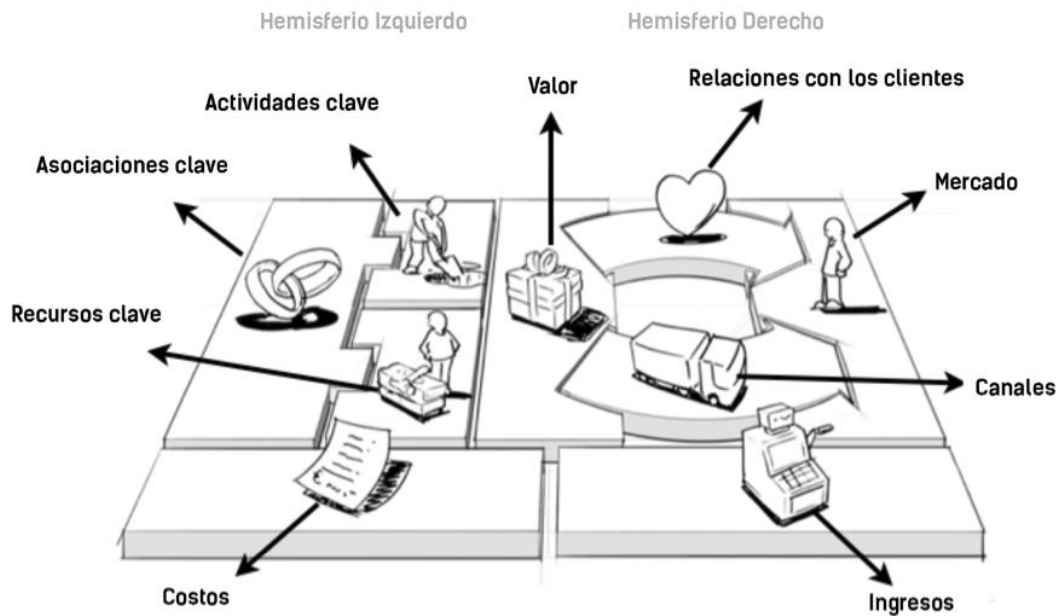 Hemisferio Izquierdo
Hemisferio Derecho
Relaciones con los clientes
Valor
Actividades clave
Asociaciones clave
Mercado
Recursos clave
Canales
Costos
Ingresos